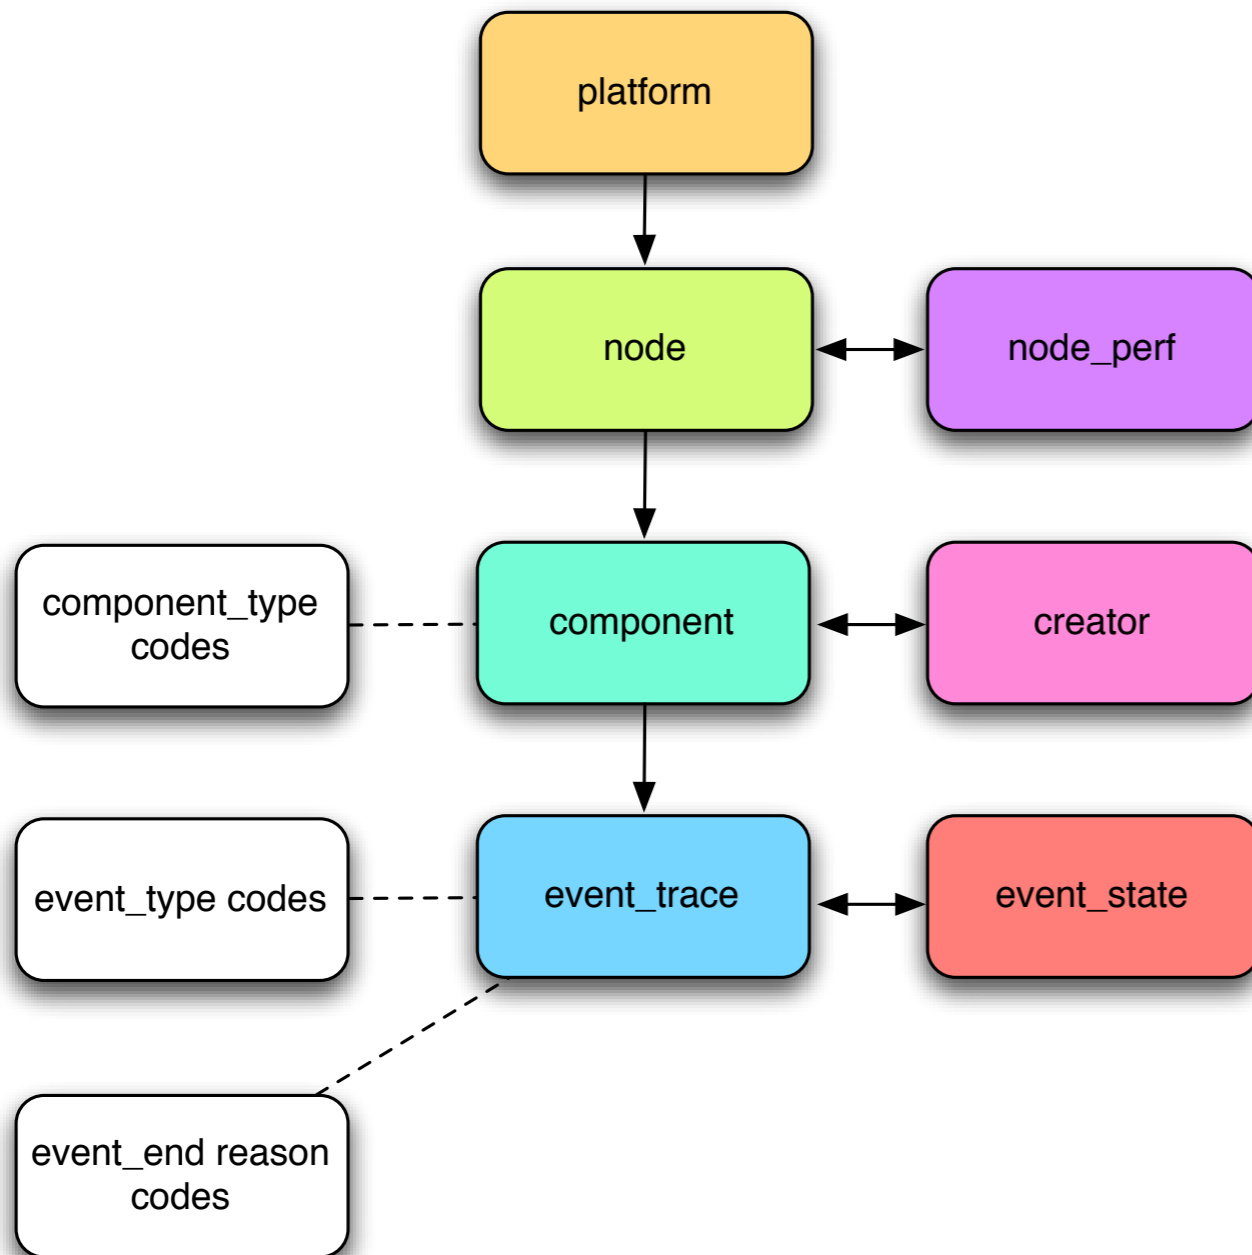 platform
node
node_perf
component_type
codes
component
creator
event_type codes
event_trace
event_state
event_end reason
codes